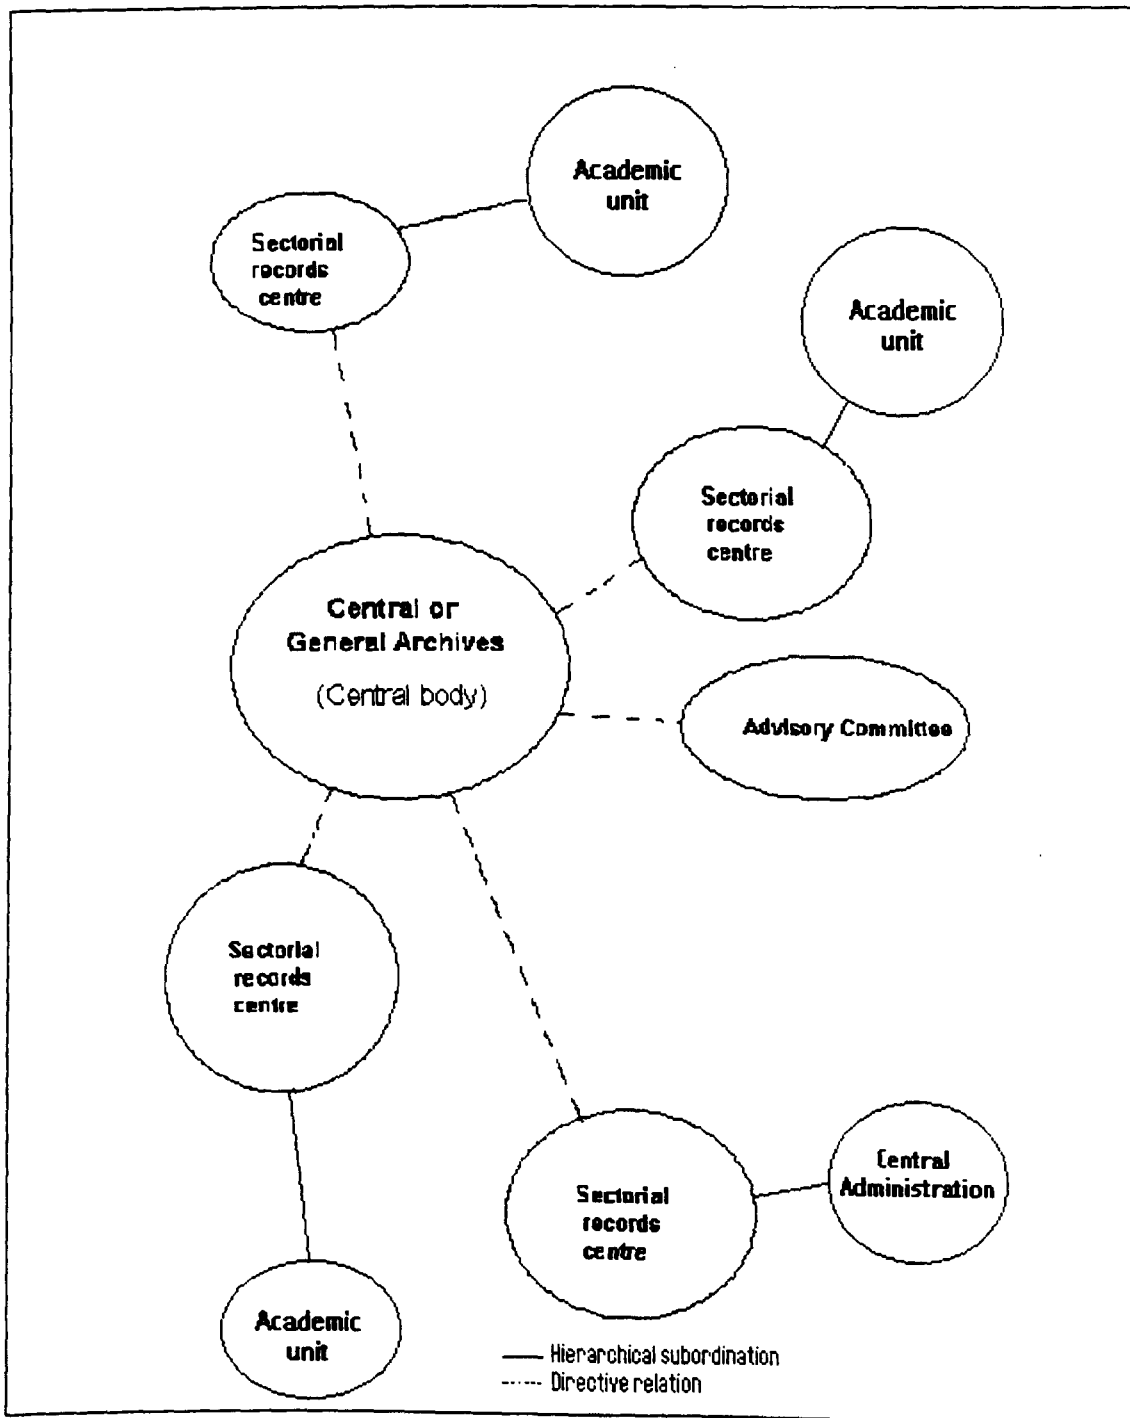 Academic
unit
Sectorial
records
centre
Academic
unit
Sectorial
records
centre
Central or
General Archives
(Central body)
Advisory Committee
Sectorial
records
centre
Sectorial
records
centre
Central
Administration
Academic
unit
Hierarchical subordination
Directive relation